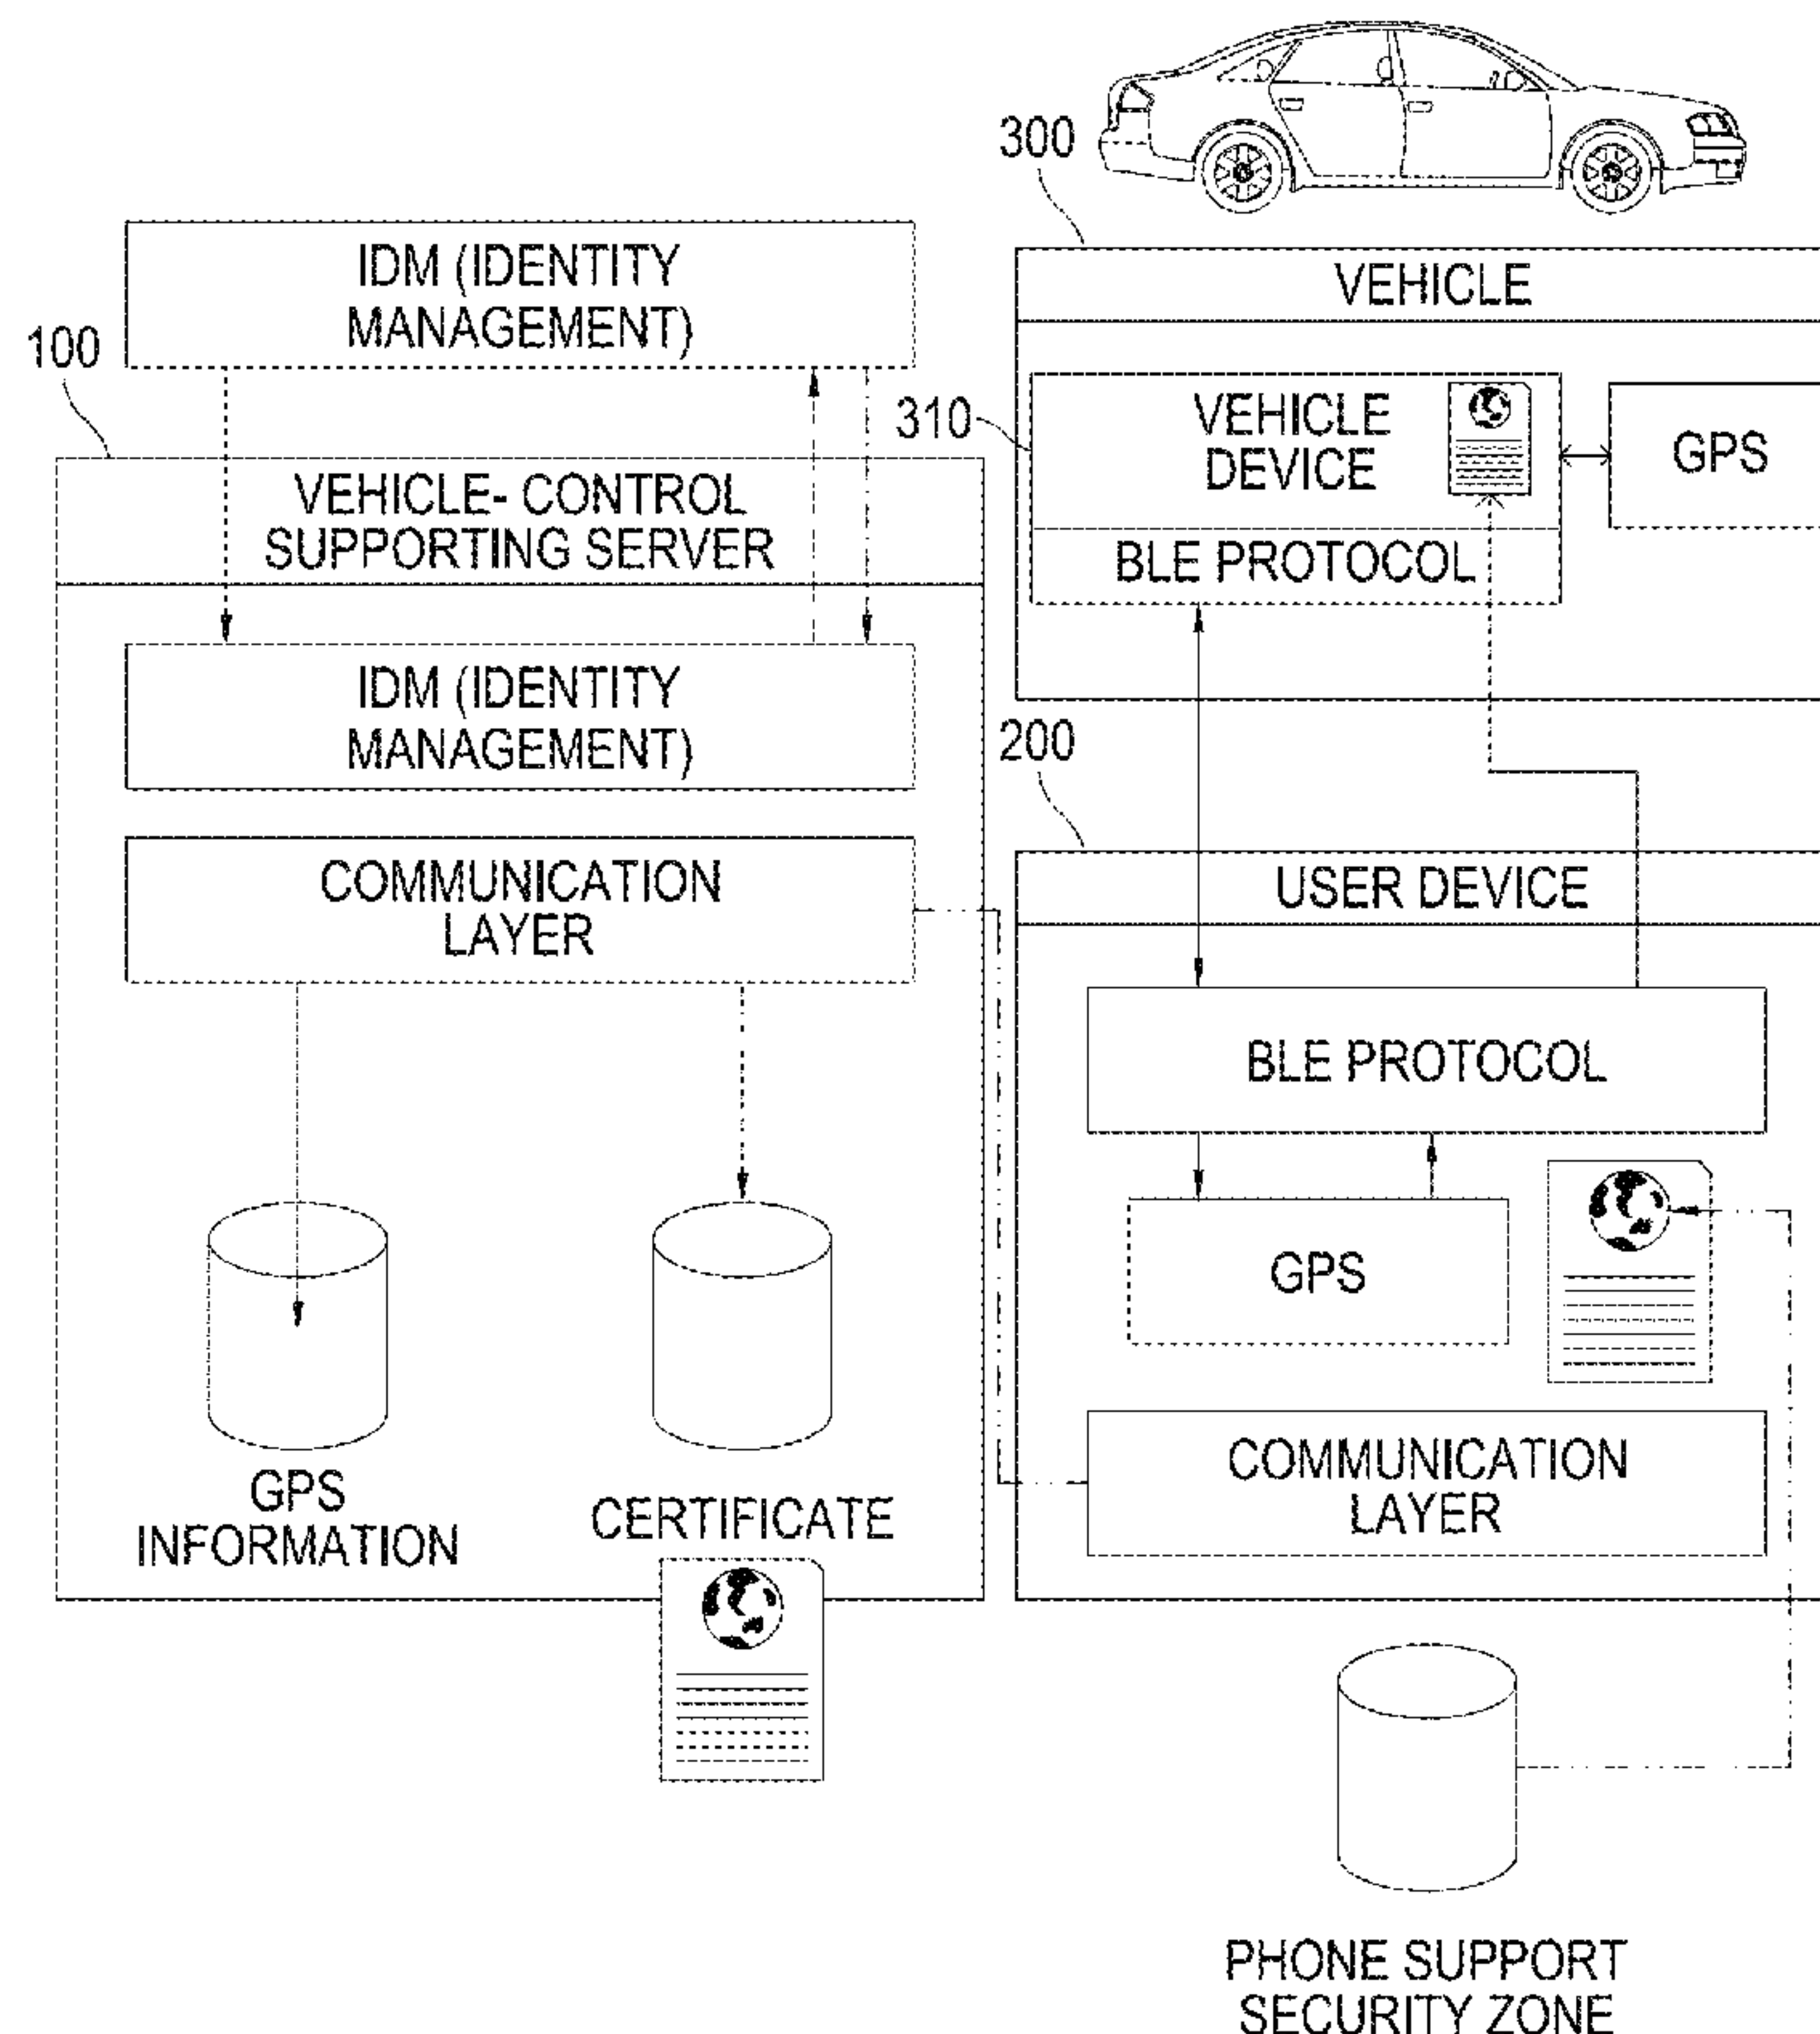 300
IDM (IDENTITY
MANAGEMENT)
VEHICLE
100
310
VEHICLE
DEVICE
GPS
VEHICLE- CONTROL
SUPPORTING SERVER
BLE PROTOCOL
IDM (IDENTITY
MANAGEMENT)
200
COMMUNICATION
LAYER
USER DEVICE
BLE PROTOCOL
GPS
COMMUNICATION
LAYER
GPS
INFORMATION
CERTIFICATE
PHONE SUPPORT
SECURITY ZONE